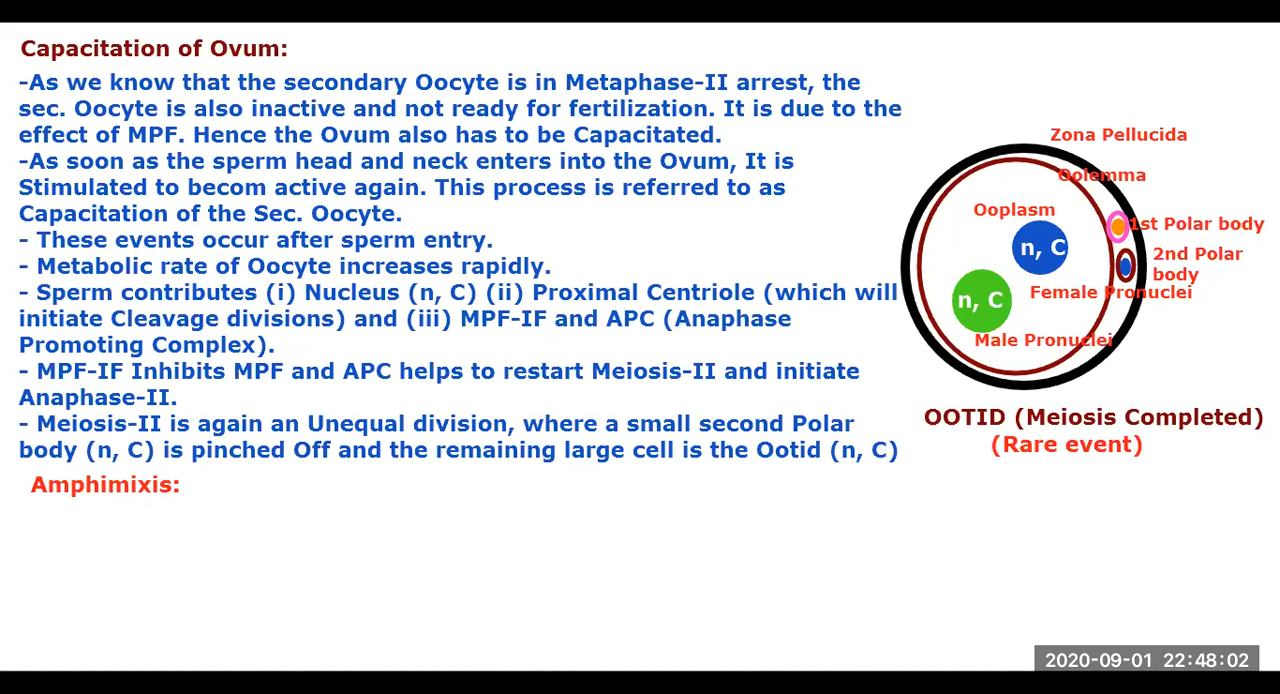 Capacitation of Ovum:
-As we know that the secondary Oocyte is in Metaphase-II arrest, the
sec. Oocyte is also inactive and not ready for fertilization. It is due to the
effect of MPF. Hence the Ovum also has to be Capacitated.
-As soon as the sperm head and neck enters into the Ovum, It is
Stimulated to becom active again. This process is referred to as
Capacitation of the Sec. Oocyte.
- These events occur after sperm entry.
- Metabolic rate of Oocyte increases rapidly.
- Sperm contributes (i) Nucleus (n, C) (ii) Proximal Centriole (which will
initiate Cleavage divisions) and (iii) MPF-IF and APC (Anaphase
Promoting Complex).
- MPF-IF Inhibits MPF and APC helps to restart Meiosis-II and initiate
Anaphase-II.
- Meiosis-II is again an Unequal division, where a small second Polar
body (n, C) is pinched Off and the remaining large cell is the Ootid (n, C)
Amphimixis:
Zona Pellucida
Oolemma
Ooplasm
1st Polar body
n, C
2nd Polar
body
Female Pronuclei
n, C
Male Pronuclei
OOTID (Meiosis Completed)
(Rare event)
2020-09-01 22:48:02